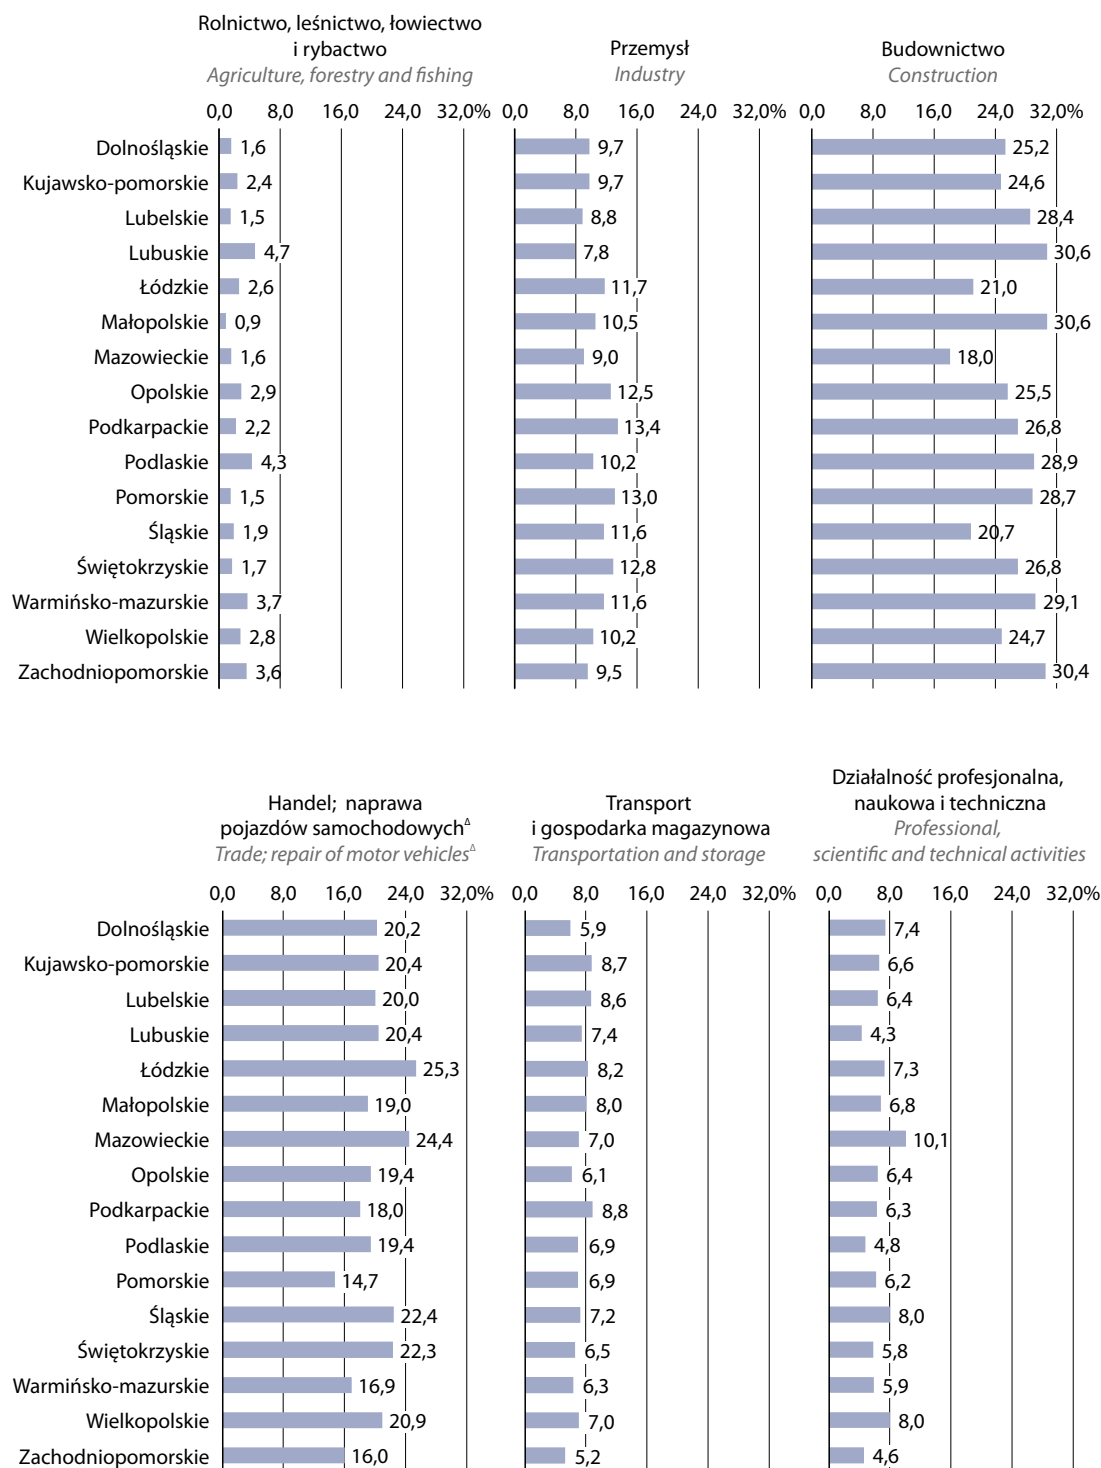 Rolnictwo, leśnictwo, łowiectwo
i rybactwo
Agriculture, forestry and fishing
Przemysł
Industry
Budownictwo
Construction
0,0 8,0 16,0 24,0 32,0% 0,0 8,0 16,0 24,0 32,0% 0,0 8,0 16,0 24,0 32,0%
Dolnośląskie 1,6 9,7 25,2
Kujawsko-pomorskie 2,4 9,7 24,6
Lubelskie 1,5 8,8 28,4
Lubuskie 4,7 7,8 30,6
Łódzkie 2,6 11,7 21,0
Małopolskie 0,9 10,5 30,6
Mazowieckie 1,6 9,0 18,0
Opolskie 2,9 12,5 25,5
Podkarpackie 2,2 13,4 26,8
Podlaskie 4,3 10,2 28,9
Pomorskie 1,5 13,0 28,7
Śląskie 1,9 11,6 20,7
Świętokrzyskie 1,7 12,8 26,8
Warmińsko-mazurskie 3,7 11,6 29,1
Wielkopolskie 2,8 10,2 24,7
Zachodniopomorskie 3,6 9,5 30,4
Handel; naprawa
pojazdów samochodowych^Δ
Trade; repair of motor vehicles^Δ
Transport
i gospodarka magazynowa
Transportation and storage
Działalność profesjonalna,
naukowa i techniczna
Professional,
scientific and technical activities
0,0 8,0 16,0 24,0 32,0% 0,0 8,0 16,0 24,0 32,0% 0,0 8,0 16,0 24,0 32,0%
Dolnośląskie 20,2 5,9 7,4
Kujawsko-pomorskie 20,4 8,7 6,6
Lubelskie 20,0 8,6 6,4
Lubuskie 20,4 7,4 4,3
Łódzkie 25,3 8,2 7,3
Małopolskie 19,0 8,0 6,8
Mazowieckie 24,4 7,0 10,1
Opolskie 19,4 6,1 6,4
Podkarpackie 18,0 8,8 6,3
Podlaskie 19,4 6,9 4,8
Pomorskie 14,7 6,9 6,2
Śląskie 22,4 7,2 8,0
Świętokrzyskie 22,3 6,5 5,8
Warmińsko-mazurskie 16,9 6,3 5,9
Wielkopolskie 20,9 7,0 8,0
Zachodniopomorskie 16,0 5,2 4,6